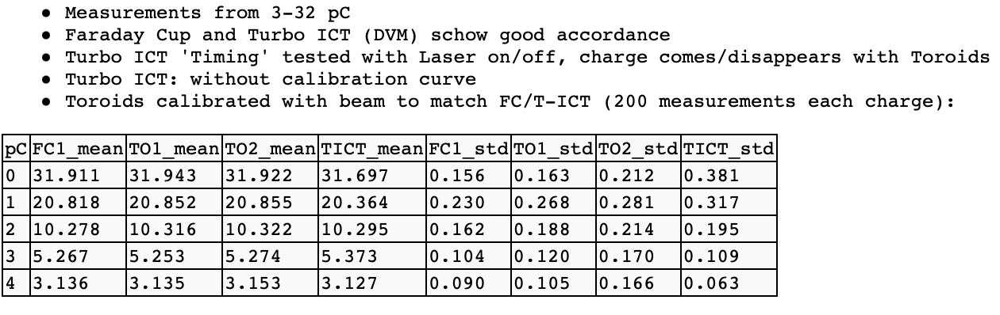 • Measurements from 3-32 pC
• Faraday Cup and Turbo ICT (DVM) schow good accordance
• Turbo ICT 'Timing' tested with Laser on/off, charge comes/disappears with Toroids
• Turbo ICT: without calibration curve
• Toroids calibrated with beam to match FC/T-ICT (200 measurements each charge):
pC FC1_mean TO1_mean TO2_mean TICT_mean FC1_std TO1_std TO2_std TICT_std
0 31.911 31.943 31.922 31.697 0.156 0.163 0.212 0.381
1 20.818 20.852 20.855 20.364 0.230 0.268 0.281 0.317
2 10.278 10.316 10.322 10.295 0.162 0.188 0.214 0.195
3 5.267 5.253 5.274 5.373 0.104 0.120 0.170 0.109
4 3.136 3.135 3.153 3.127 0.090 0.105 0.166 0.063